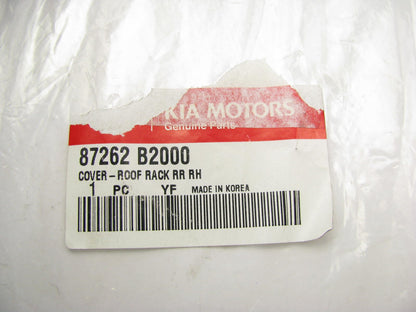 KIA MOTORS
Genuine Parts
87262 B2000
COVER-ROOF RACK RR RH
1 PC YF MADE IN KOREA